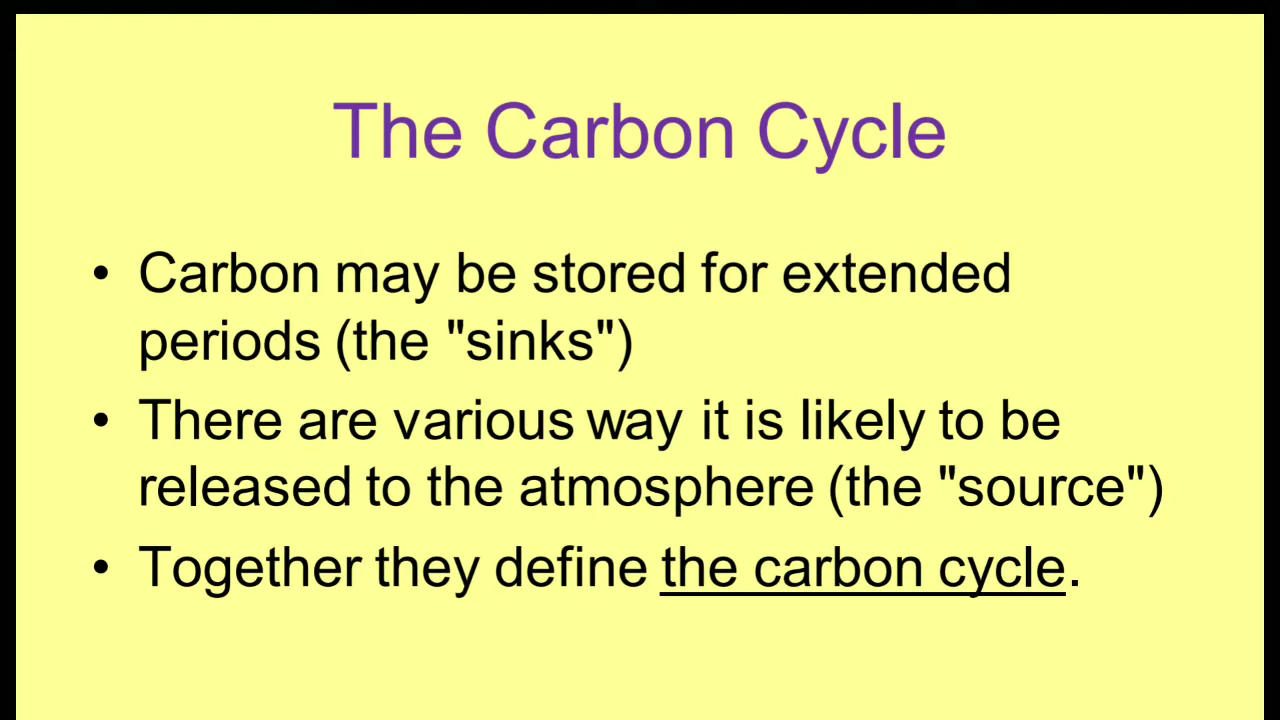 The Carbon Cycle
• Carbon may be stored for extended
periods (the "sinks")
• There are various way it is likely to be
released to the atmosphere (the "source")
• Together they define the carbon cycle.